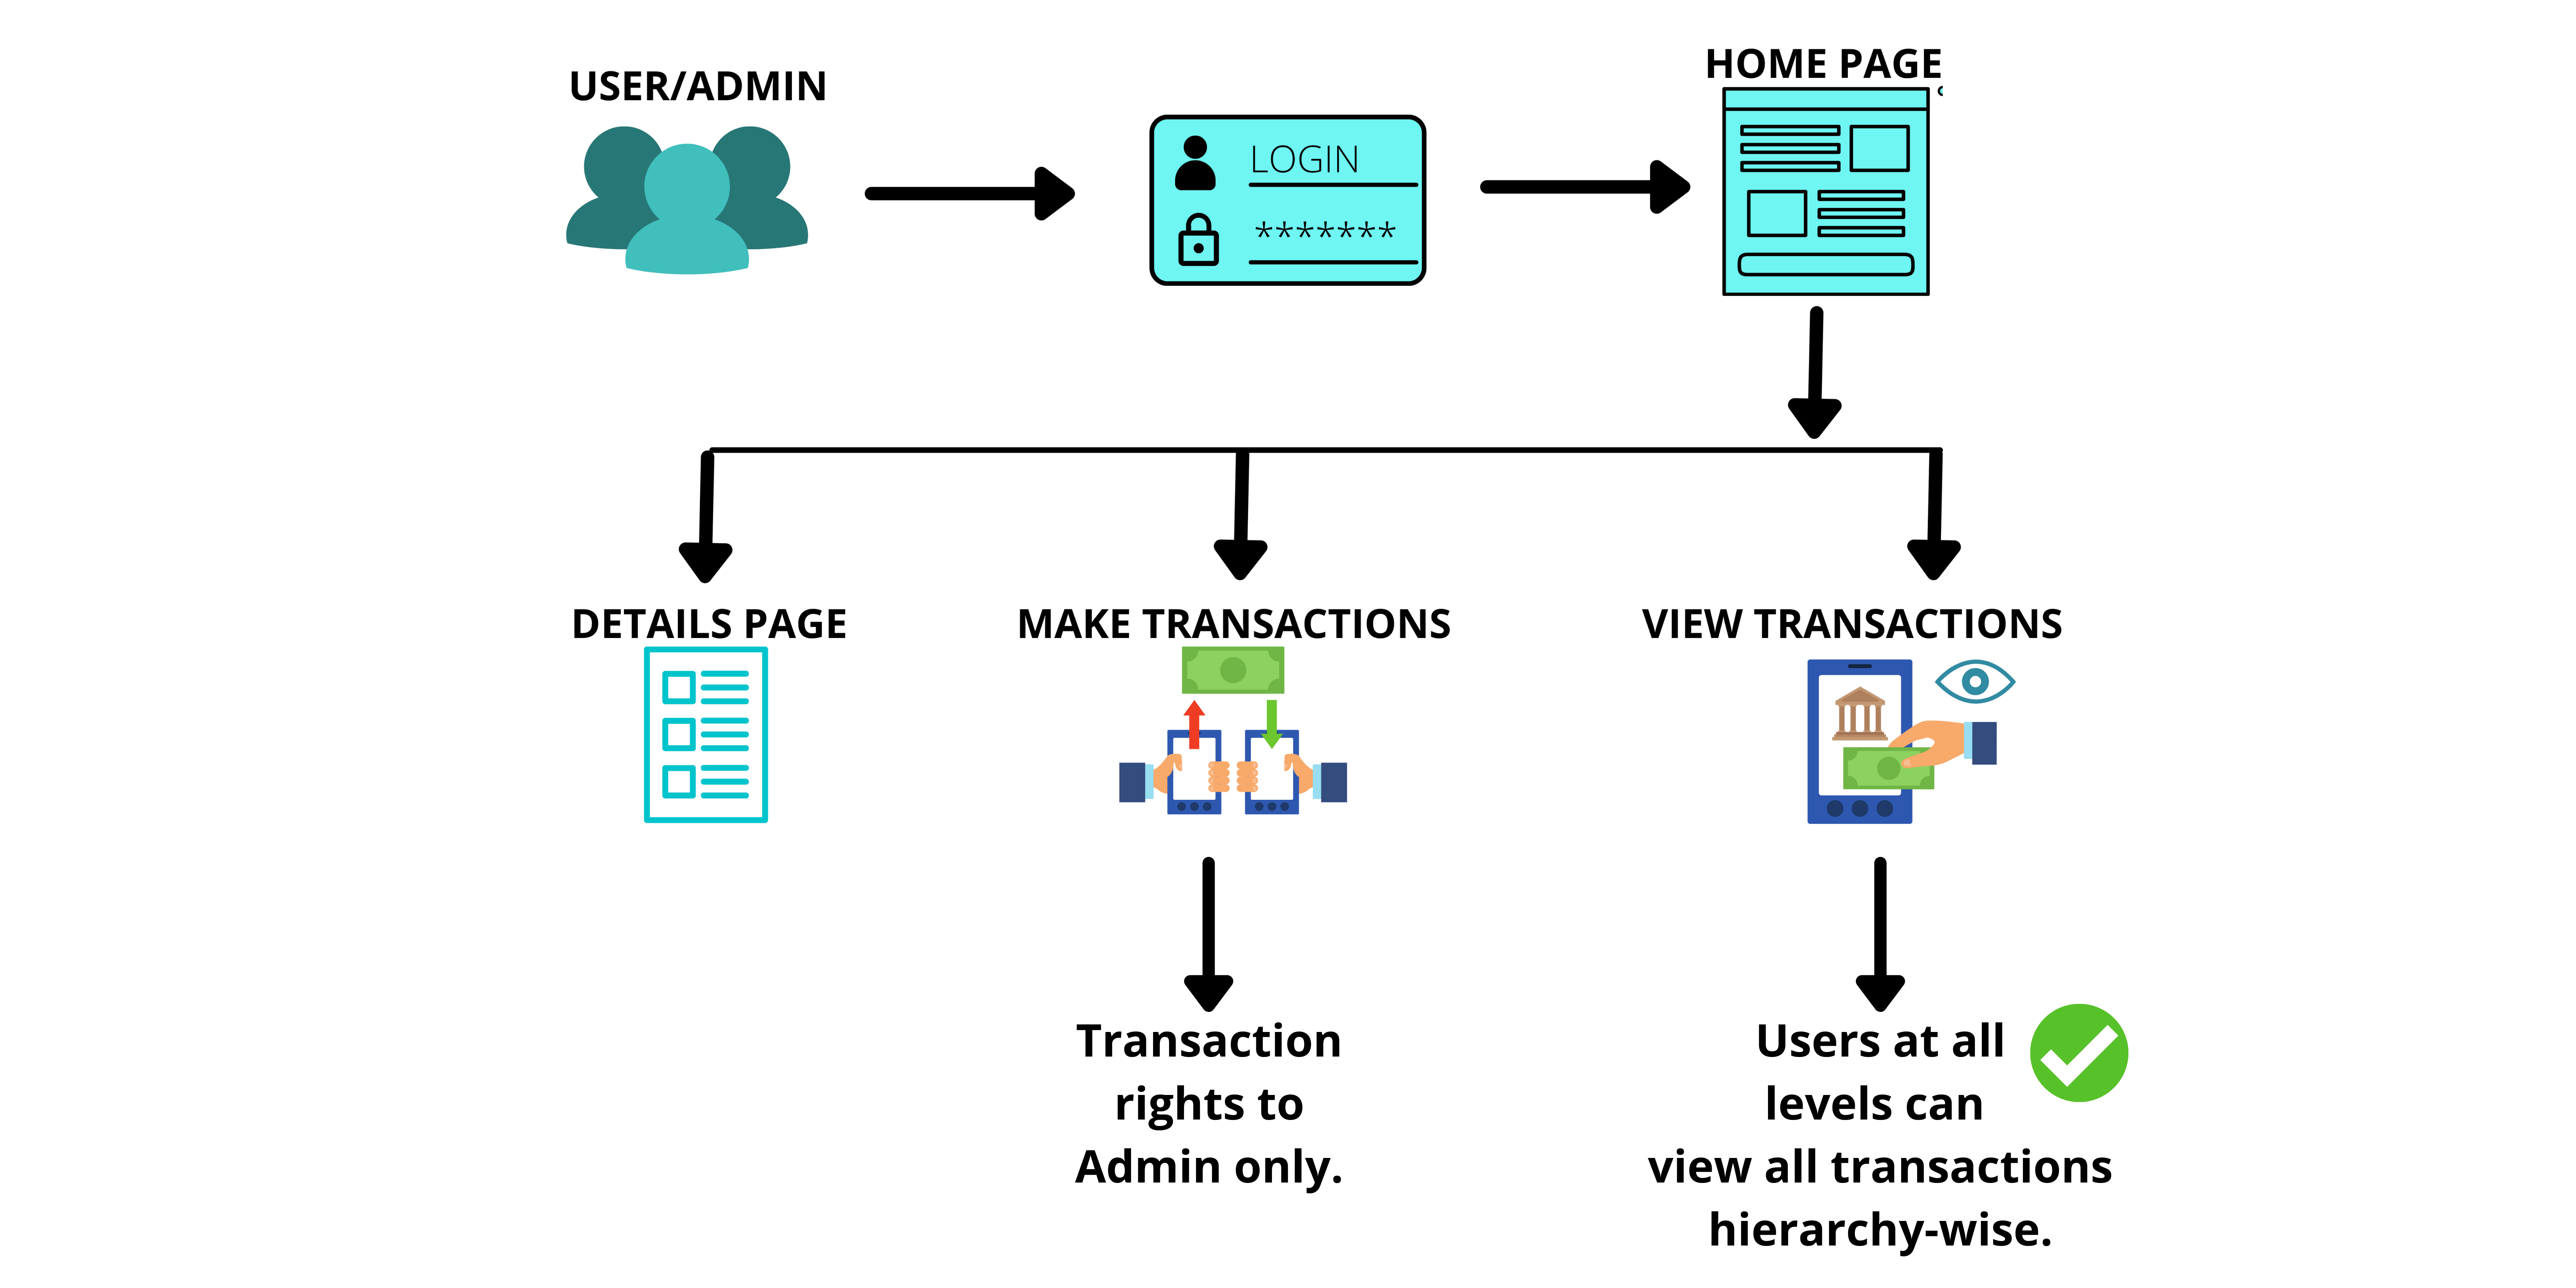 USER/ADMIN
HOME PAGE
LOGIN
*******
DETAILS PAGE
MAKE TRANSACTIONS
VIEW TRANSACTIONS
Transaction
rights to
Admin only.
Users at all
levels can
view all transactions
hierarchy-wise.